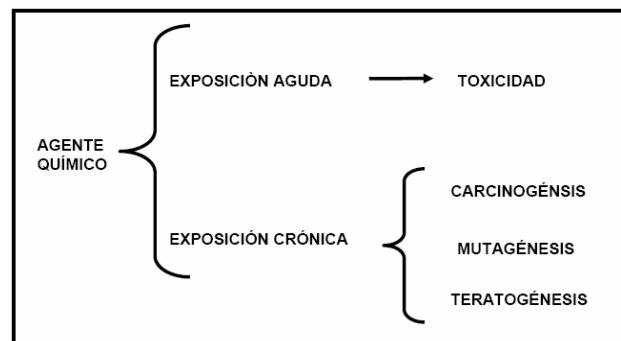 EXPOSICIÒN AGUDA
TOXICIDAD
AGENTE
QUÍMICO
CARCINOGÉNSIS
EXPOSICIÓN CRÓNICA
MUTAGÉNESIS
TERATOGÉNESIS